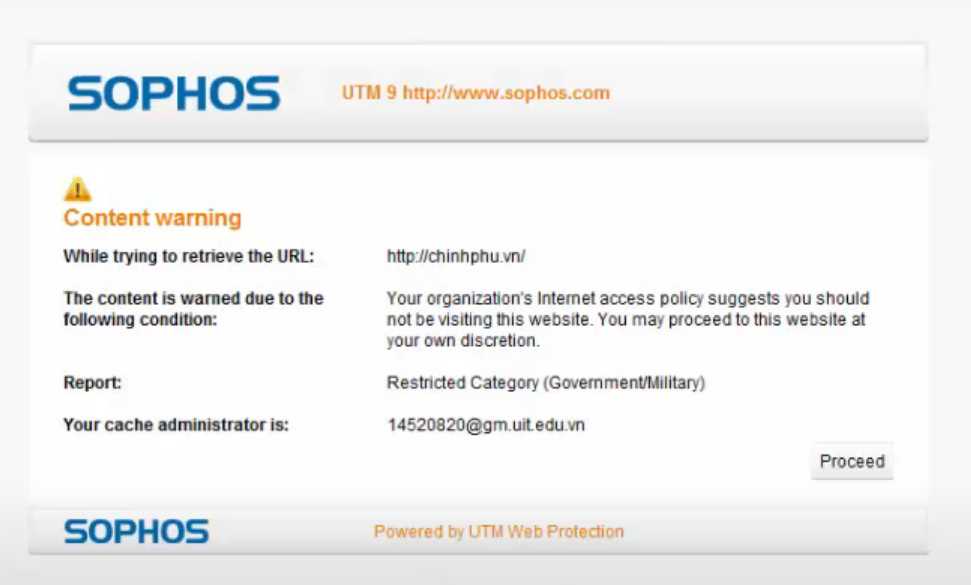 SOPHOS UTM 9 http://www.sophos.com
Content warning
While trying to retrieve the URL: http://chinhphu.vn/
The content is warned due to the following condition:
Your organization's Internet access policy suggests you should
not be visiting this website. You may proceed to this website at
your own discretion.
Report: Restricted Category (Government/Military)
Your cache administrator is: 14520820@gm.uit.edu.vn
Proceed
SOPHOS Powered by UTM Web Protection